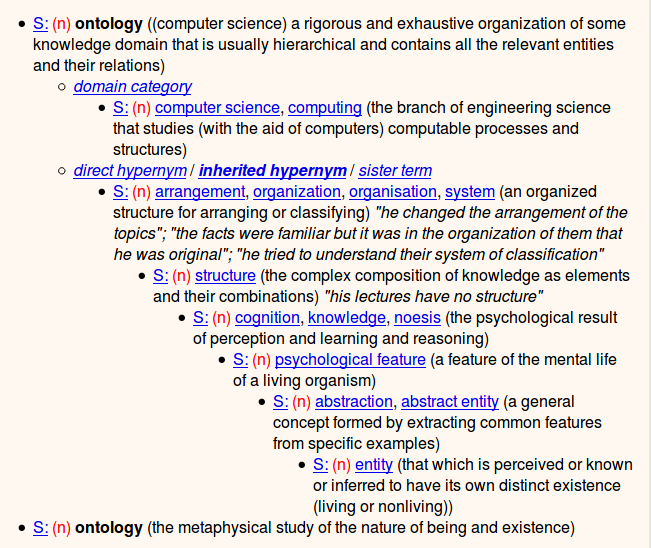 • S: (n) ontology ((computer science) a rigorous and exhaustive organization of some
knowledge domain that is usually hierarchical and contains all the relevant entities
and their relations)
○ domain category
• S: (n) computer science, computing (the branch of engineering science
that studies (with the aid of computers) computable processes and
structures)
○ direct hypernym / inherited hypernym / sister term
• S: (n) arrangement, organization, organisation, system (an organized
structure for arranging or classifying) "he changed the arrangement of the
topics"; "the facts were familiar but it was in the organization of them that
he was original"; "he tried to understand their system of classification"
• S: (n) structure (the complex composition of knowledge as elements
and their combinations) "his lectures have no structure"
• S: (n) cognition, knowledge, noesis (the psychological result
of perception and learning and reasoning)
• S: (n) psychological feature (a feature of the mental life
of a living organism)
• S: (n) abstraction, abstract entity (a general
concept formed by extracting common features
from specific examples)
• S: (n) entity (that which is perceived or known
or inferred to have its own distinct existence
(living or nonliving))
• S: (n) ontology (the metaphysical study of the nature of being and existence)